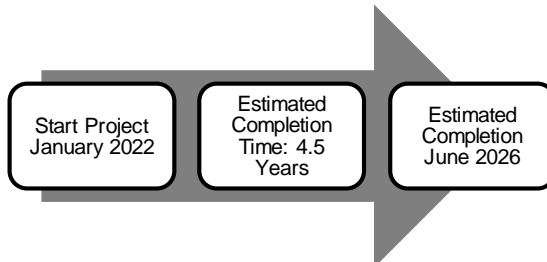 Start Project
January 2022
Estimated
Completion
Time: 4.5
Years
Estimated
Completion
June 2026